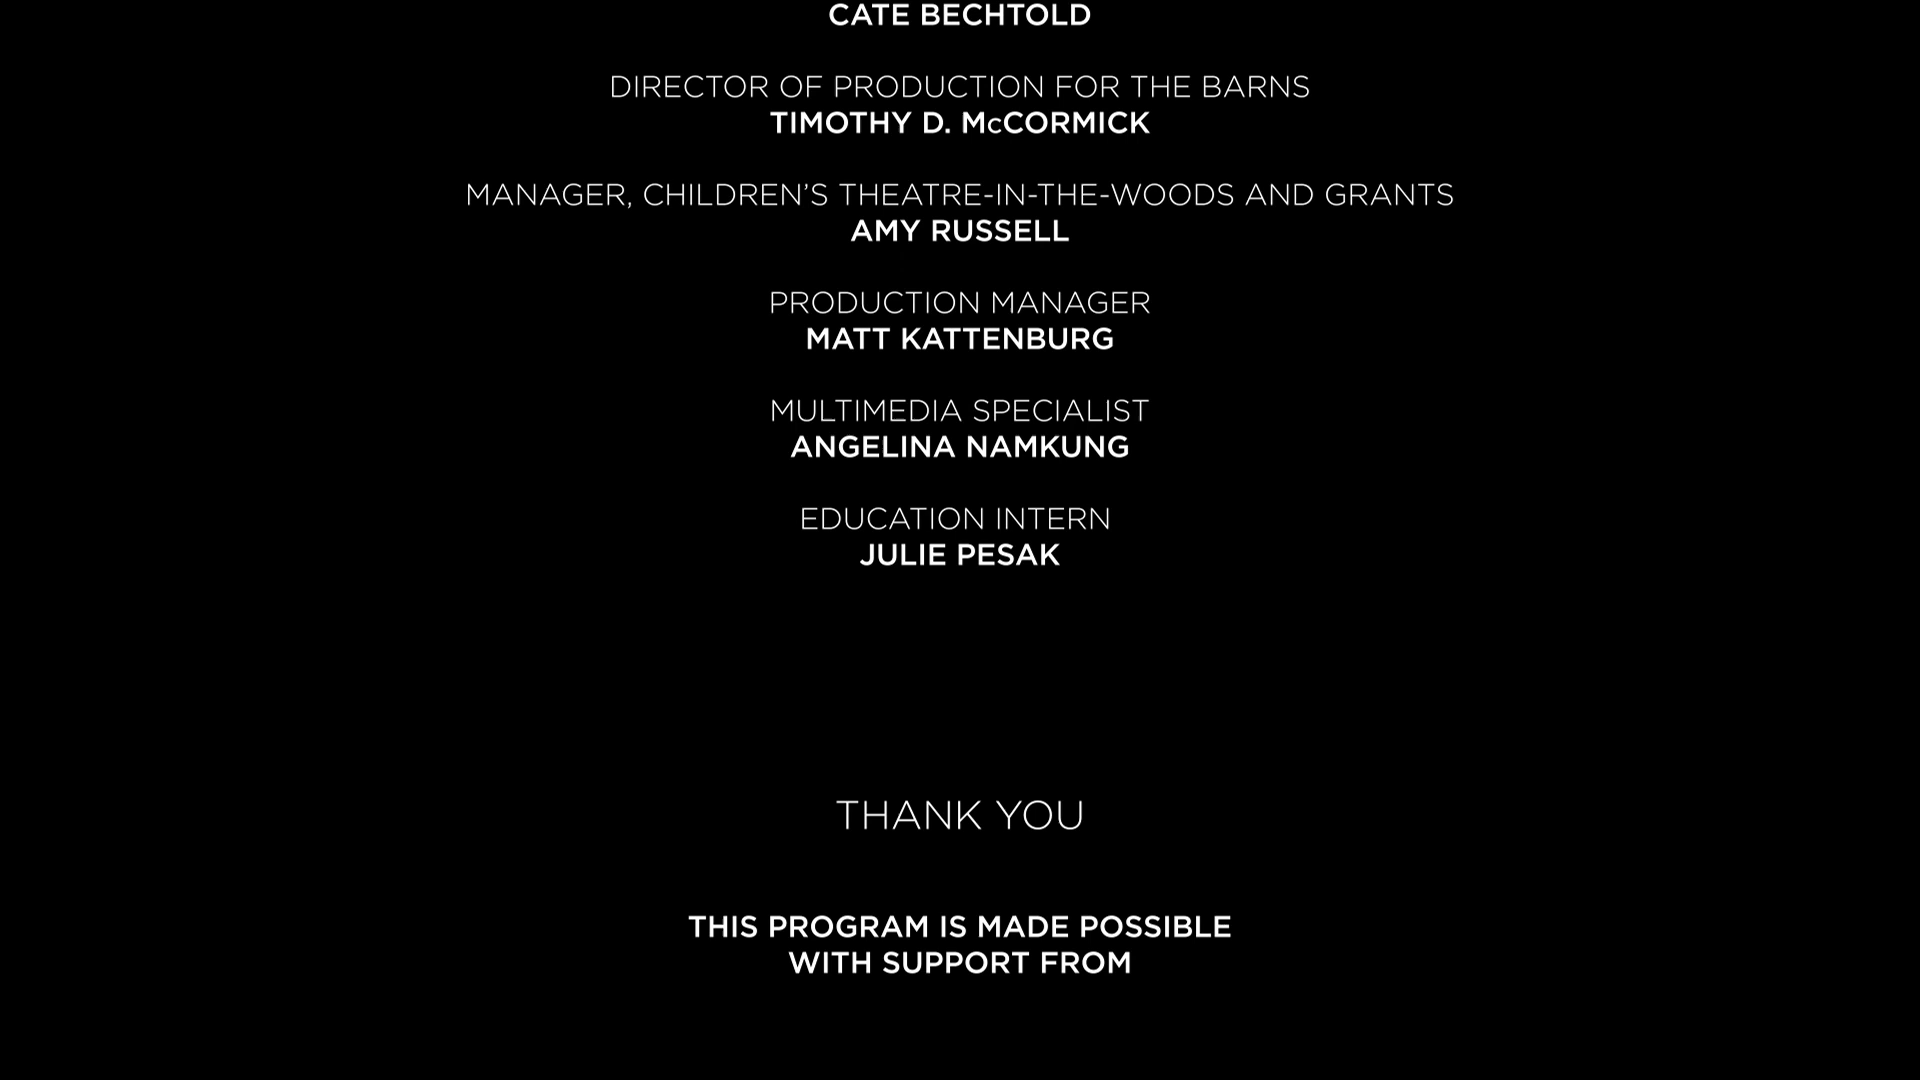 CATE BECHTOLD
DIRECTOR OF PRODUCTION FOR THE BARNS
TIMOTHY D. McCORMICK
MANAGER, CHILDREN’S THEATRE-IN-THE-WOODS AND GRANTS
AMY RUSSELL
PRODUCTION MANAGER
MATT KATTENBURG
MULTIMEDIA SPECIALIST
ANGELINA NAMKUNG
EDUCATION INTERN
JULIE PESAK
THANK YOU
THIS PROGRAM IS MADE POSSIBLE
WITH SUPPORT FROM